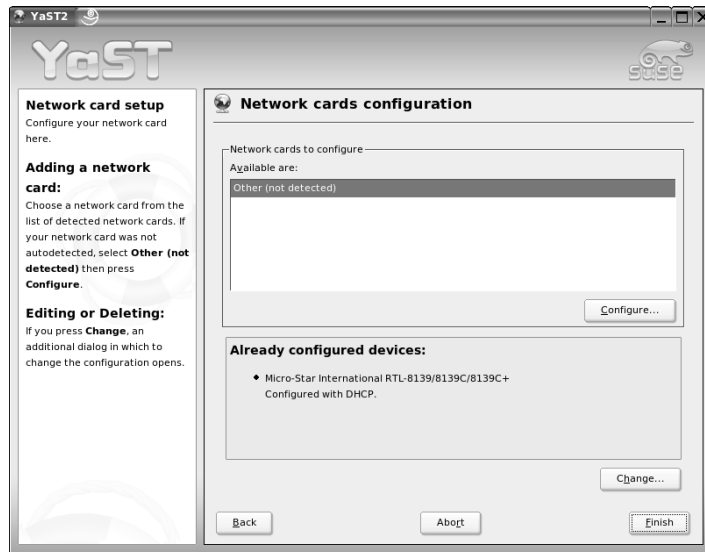 YaST2
YaST
suse
Network card setup
Configure your network card
here.
Adding a network
card:
Choose a network card from the
list of detected network cards. If
your network card was not
autodetected, select Other (not
detected) then press
Configure.
Editing or Deleting:
If you press Change, an
additional dialog in which to
change the configuration opens.
Network cards configuration
Network cards to configure
Available are:
Other (not detected)
Configure...
Already configured devices:
Micro-Star International RTL-8139/8139C/8139C+
Configured with DHCP.
Change...
Back
Abort
Finish